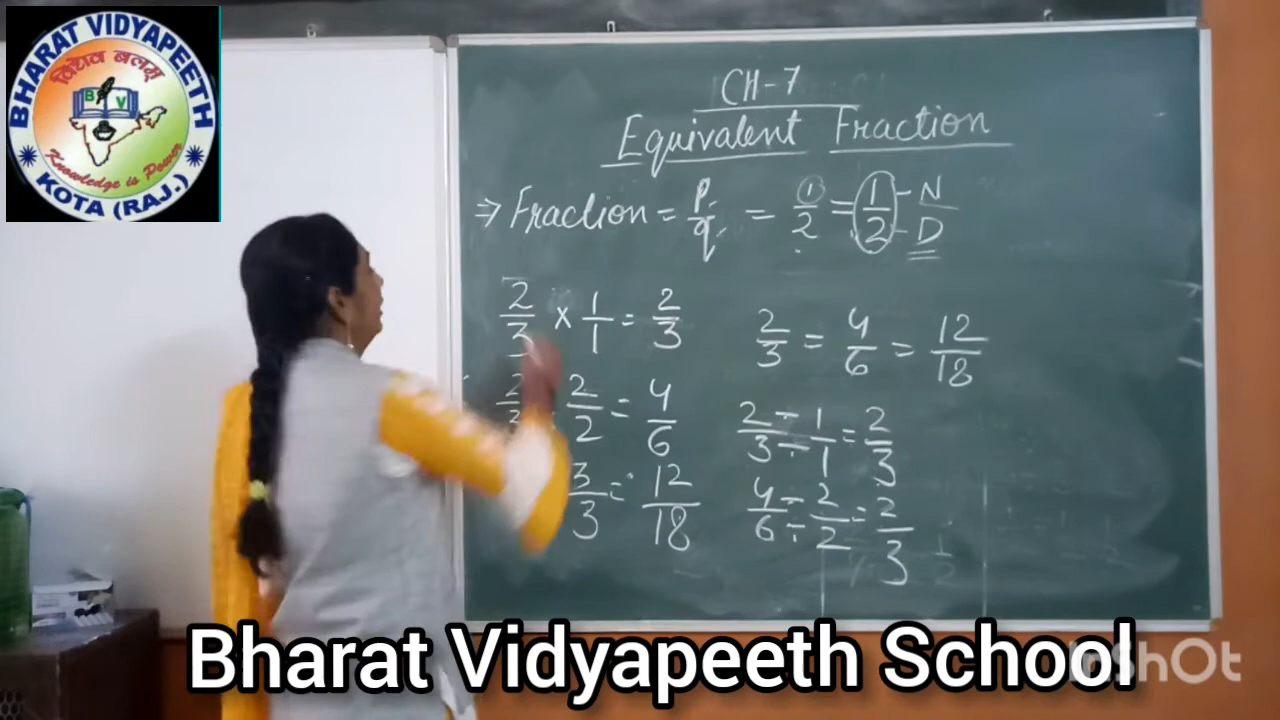 BHARAT VIDYAPEETH
विद्यैव बलम्
B V
Knowledge is Power
KOTA (RAJ.)
CH-7
Equivalent Fraction
⇒ Fraction = p/q = 1/2 = 1/2 - N/D
2/3 × 1/1 = 2/3
2/3 = 4/6 = 12/18
2/2 = 4/6
2/3 ÷ 1/1 = 2/3
3/3 = 12/18
4/6 ÷ 2/2 = 2/3
Bharat Vidyapeeth School